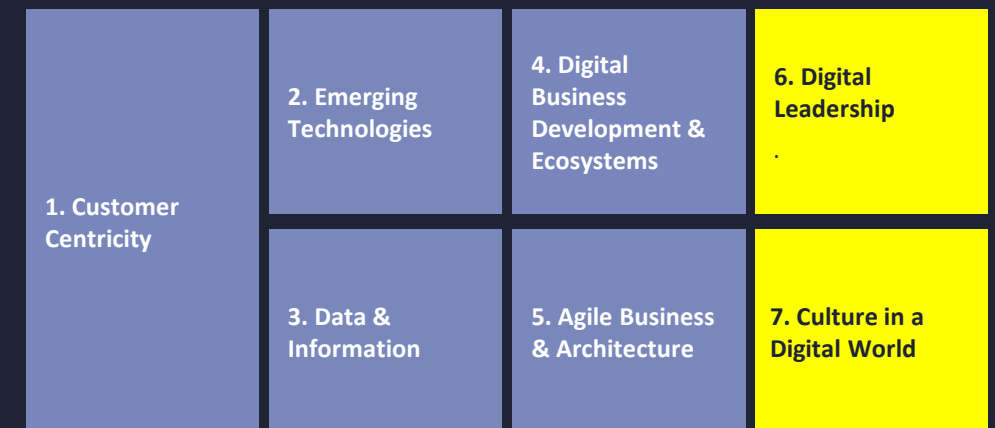 1. Customer
Centricity
2. Emerging
Technologies
3. Data &
Information
4. Digital
Business
Development &
Ecosystems
5. Agile Business
& Architecture
6. Digital
Leadership
.
7. Culture in a
Digital World